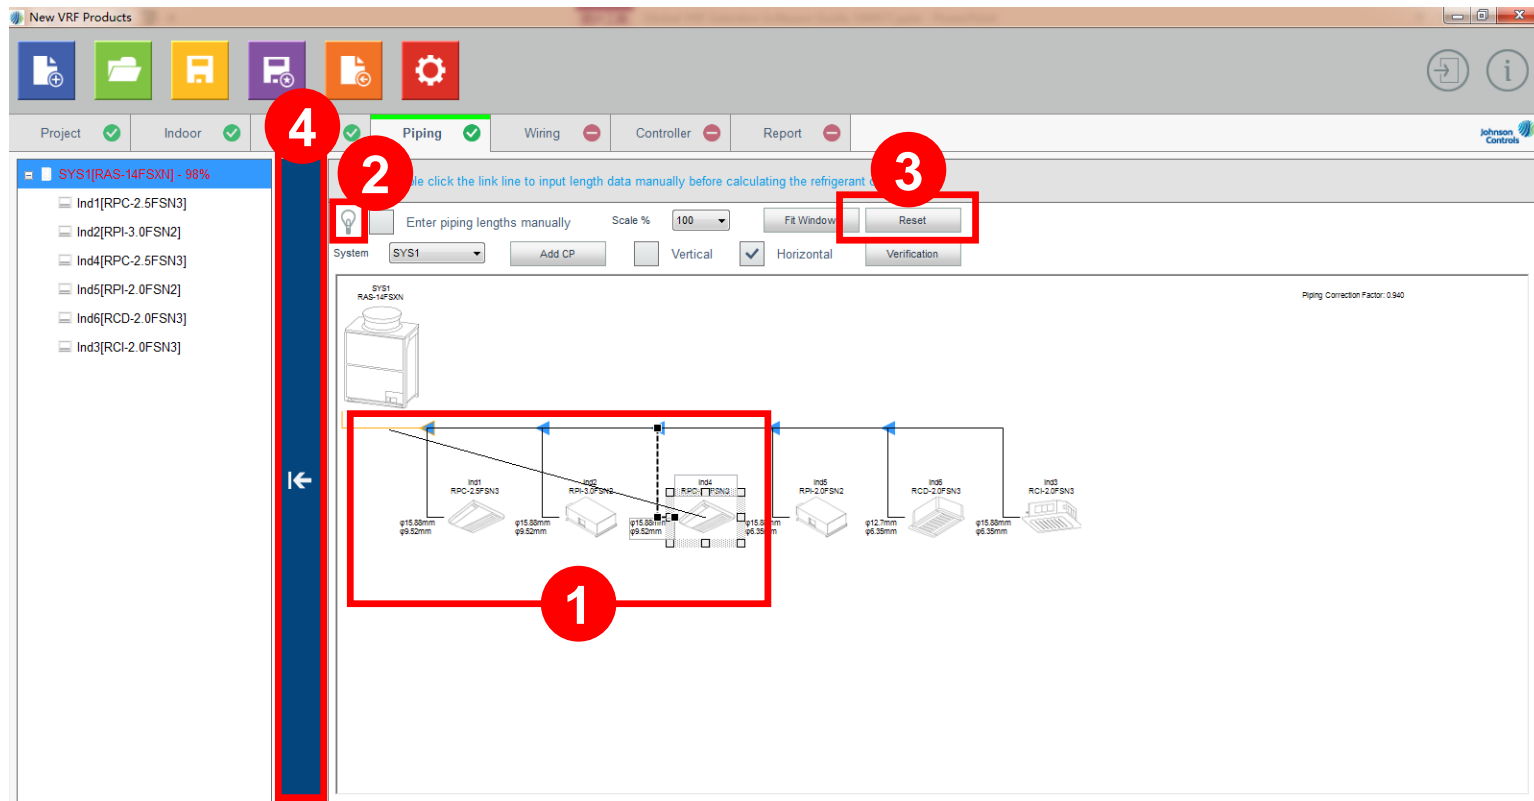 New VRF Products
4
Project Indoor Piping Wiring Controller Report
Johnson Controls
2 3
click the link line to input length data manually before calculating the refrigerant
Enter piping lengths manually Scale % 100 Fit Window Reset
System SYS1 Add CP Vertical Horizontal Verification
SYS1[RAS-14FSXN] - 98%
Ind1[RPC-2.5FSN3]
Ind2[RPI-3.0FSN2]
Ind4[RPC-2.5FSN3]
Ind5[RPI-2.0FSN2]
Ind6[RCD-2.0FSN3]
Ind3[RCI-2.0FSN3]
SYS1
RAS-14FSXN
Piping Correction Factor: 0.940
Ind1
RPC-2.5FSN3
φ15.88mm
φ9.52mm
Ind2
RPI-3.0FSN2
φ15.88mm
φ9.52mm
Ind4
φ15.88mm
φ9.52mm
Ind5
RPI-2.0FSN2
φ6.35mm
Ind6
RCD-2.0FSN3
φ12.7mm
φ6.35mm
Ind3
RCI-2.0FSN3
φ15.88mm
φ6.35mm
1